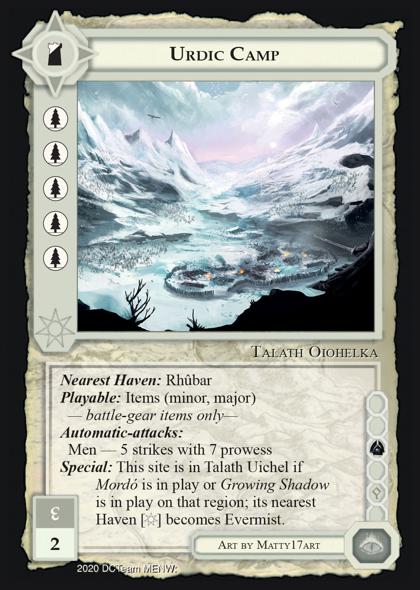 Urdic Camp
Talath Oiohelka
Nearest Haven: Rhûbar
Playable: Items (minor, major)
— battle-gear items only—
Automatic-attacks:
Men — 5 strikes with 7 prowess
Special: This site is in Talath Uichel if
Mordó is in play or Growing Shadow
is in play on that region; its nearest
Haven [ ] becomes Evermist.
ε
2
Art by Matty17art
2020 DCTeam MENW: